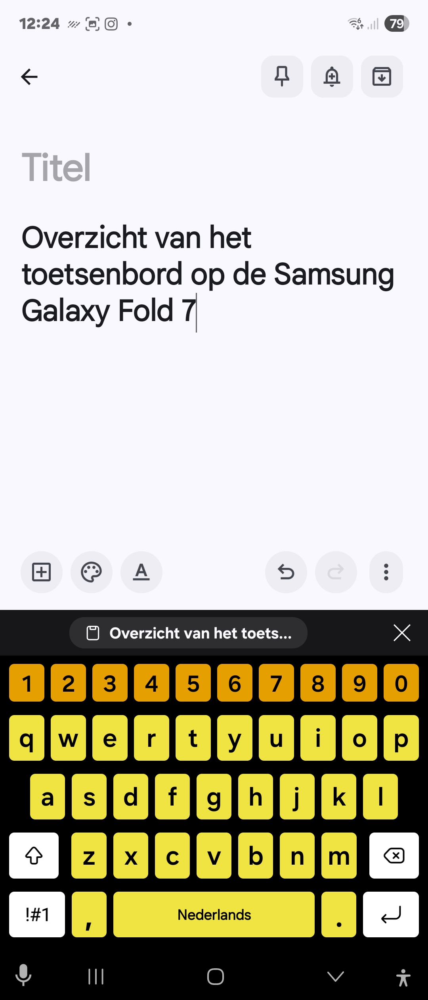 12:24
6
79
Titel
Overzicht van het
toetsenbord op de Samsung
Galaxy Fold 7
A
Overzicht van het toets...
1 2 3 4 5 6 7 8 9 0
q w e r t y u i o p
a s d f g h j k l
z x c v b n m
!#1 , Nederlands .